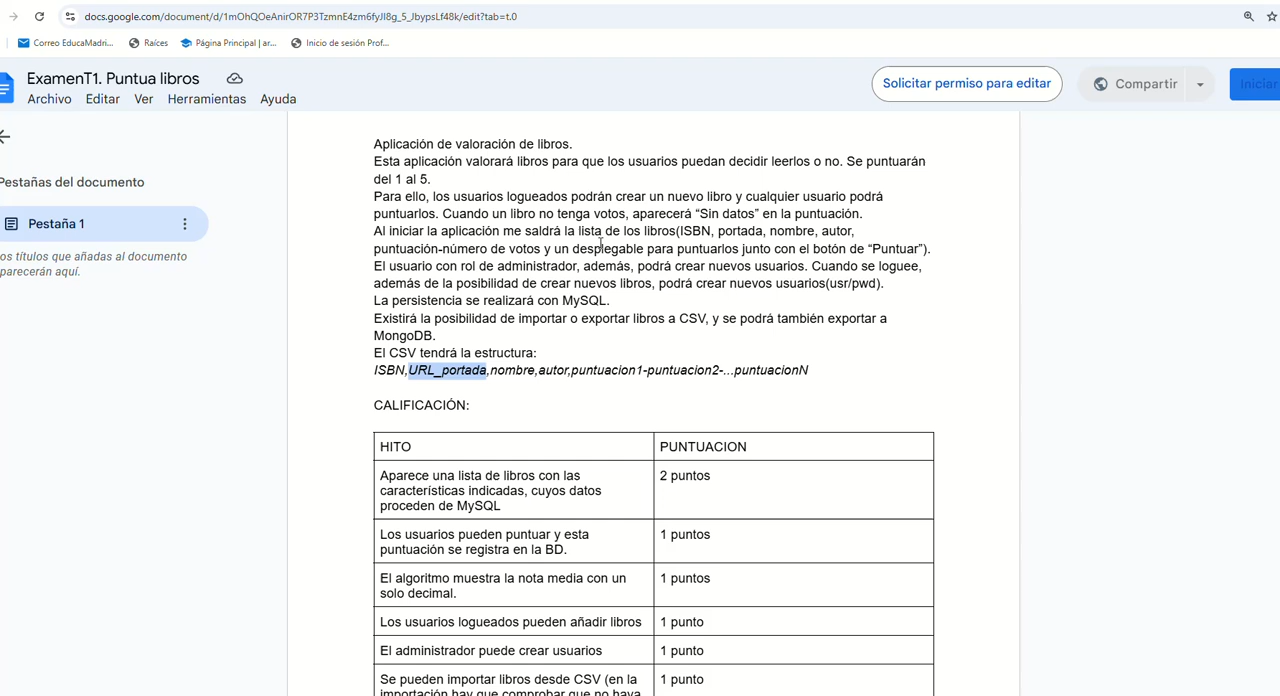 docs.google.com/document/d/1mOhQOeAnirOR7P3TzmnE4zm6fyJl8g_5_JbypsLf48k/edit?tab=t.0
Correo EducaMadri... Raíces Página Principal | ar... Inicio de sesión Prof...
ExamenT1. Puntua libros
Archivo Editar Ver Herramientas Ayuda
Solicitar permiso para editar
Compartir
Iniciar
Pestañas del documento
Pestaña 1
os títulos que añadas al documento
parecerán aquí.
Aplicación de valoración de libros.
Esta aplicación valorará libros para que los usuarios puedan decidir leerlos o no. Se puntuarán
del 1 al 5.
Para ello, los usuarios logueados podrán crear un nuevo libro y cualquier usuario podrá
puntuarlos. Cuando un libro no tenga votos, aparecerá “Sin datos” en la puntuación.
Al iniciar la aplicación me saldrá la lista de los libros(ISBN, portada, nombre, autor,
puntuación-número de votos y un desplegable para puntuarlos junto con el botón de “Puntuar”).
El usuario con rol de administrador, además, podrá crear nuevos usuarios. Cuando se loguee,
además de la posibilidad de crear nuevos libros, podrá crear nuevos usuarios(usr/pwd).
La persistencia se realizará con MySQL.
Existirá la posibilidad de importar o exportar libros a CSV, y se podrá también exportar a
MongoDB.
El CSV tendrá la estructura:
ISBN,URL_portada,nombre,autor,puntuacion1-puntuacion2-...puntuacionN
CALIFICACIÓN:
HITO PUNTUACION
Aparece una lista de libros con las 2 puntos
características indicadas, cuyos datos
proceden de MySQL
Los usuarios pueden puntuar y esta 1 puntos
puntuación se registra en la BD.
El algoritmo muestra la nota media con un 1 puntos
solo decimal.
Los usuarios logueados pueden añadir libros 1 punto
El administrador puede crear usuarios 1 punto
Se pueden importar libros desde CSV (en la 1 punto
importación hay que comprobar que no haya